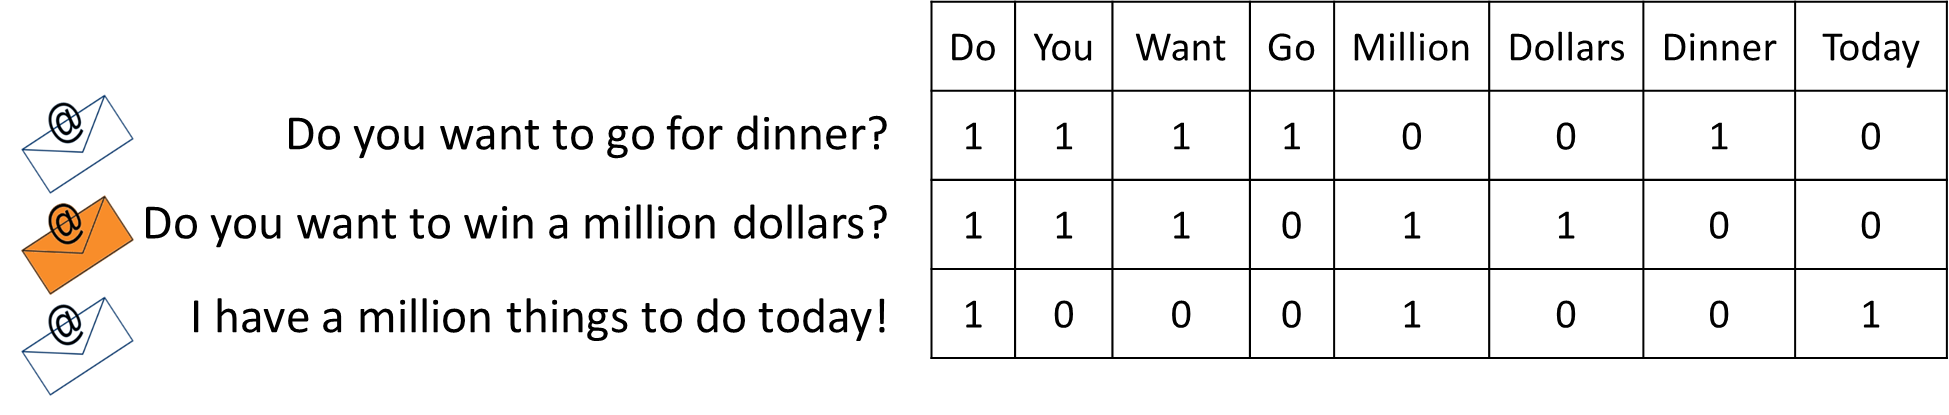 Do You Want Go Million Dollars Dinner Today
@ Do you want to go for dinner? 1 1 1 1 0 0 1 0
@ Do you want to win a million dollars? 1 1 1 0 1 1 0 0
@ I have a million things to do today! 1 0 0 0 1 0 0 1